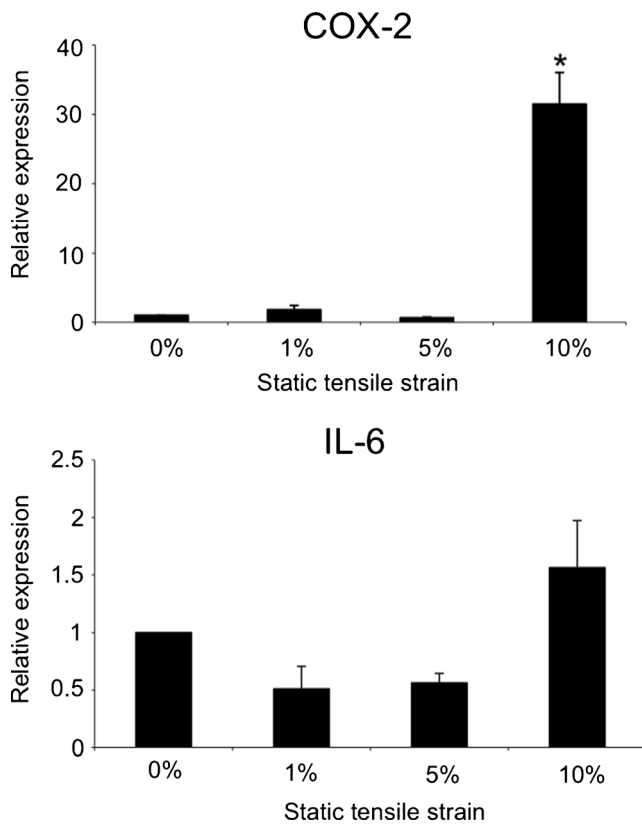 COX-2
Relative expression
40
30
20
10
0
*
0% 1% 5% 10%
Static tensile strain
IL-6
Relative expression
2.5
2
1.5
1
0.5
0
0% 1% 5% 10%
Static tensile strain